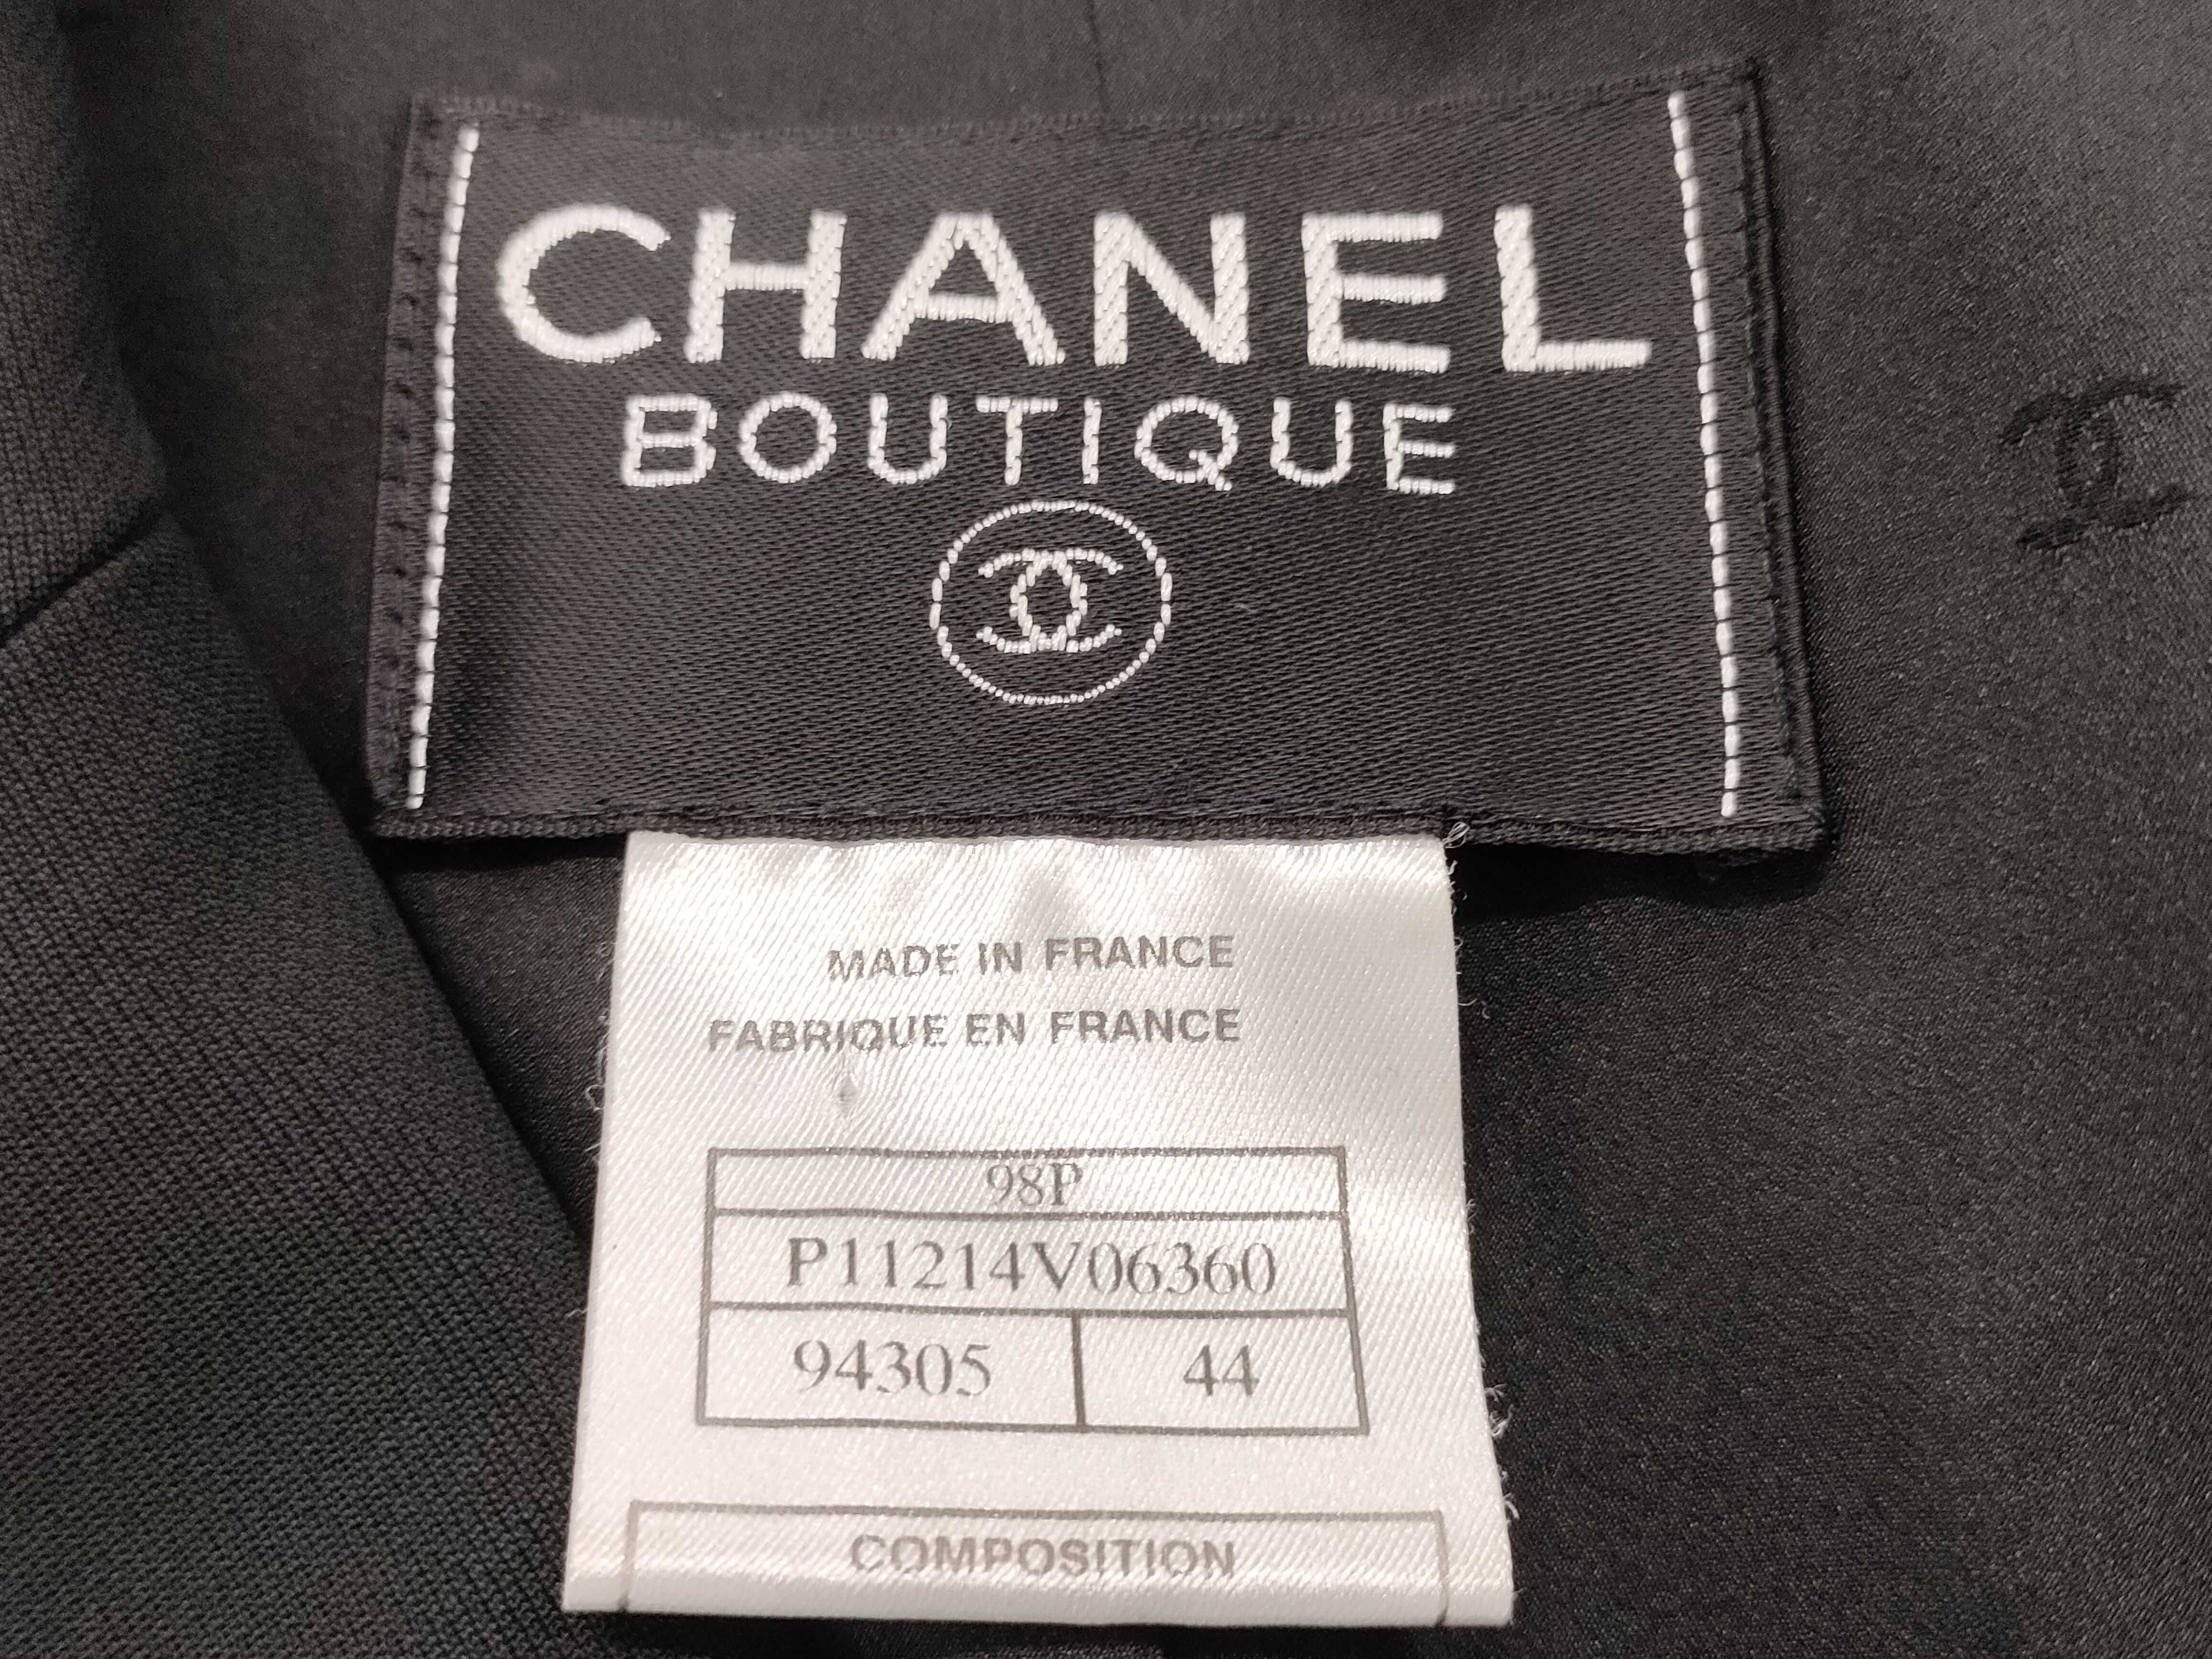 CHANEL
BOUTIQUE
MADE IN FRANCE
FABRIQUE EN FRANCE
98P
P11214V06360
94305 44
COMPOSITION